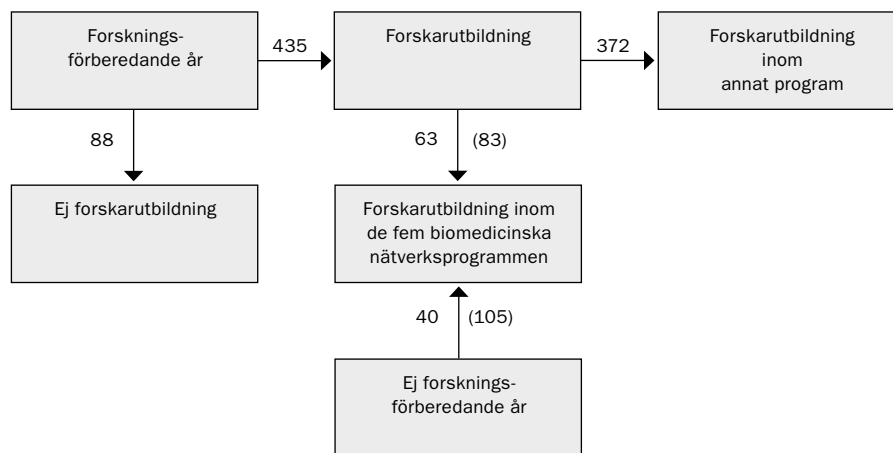 Forsknings-
förberedande år
435
Forskarutbildning
372
Forskarutbildning
inom
annat program
88
63 (83)
Ej forskarutbildning
Forskarutbildning inom
de fem biomedicinska
nätverksprogrammen
40 (105)
Ej forsknings-
förberedande år